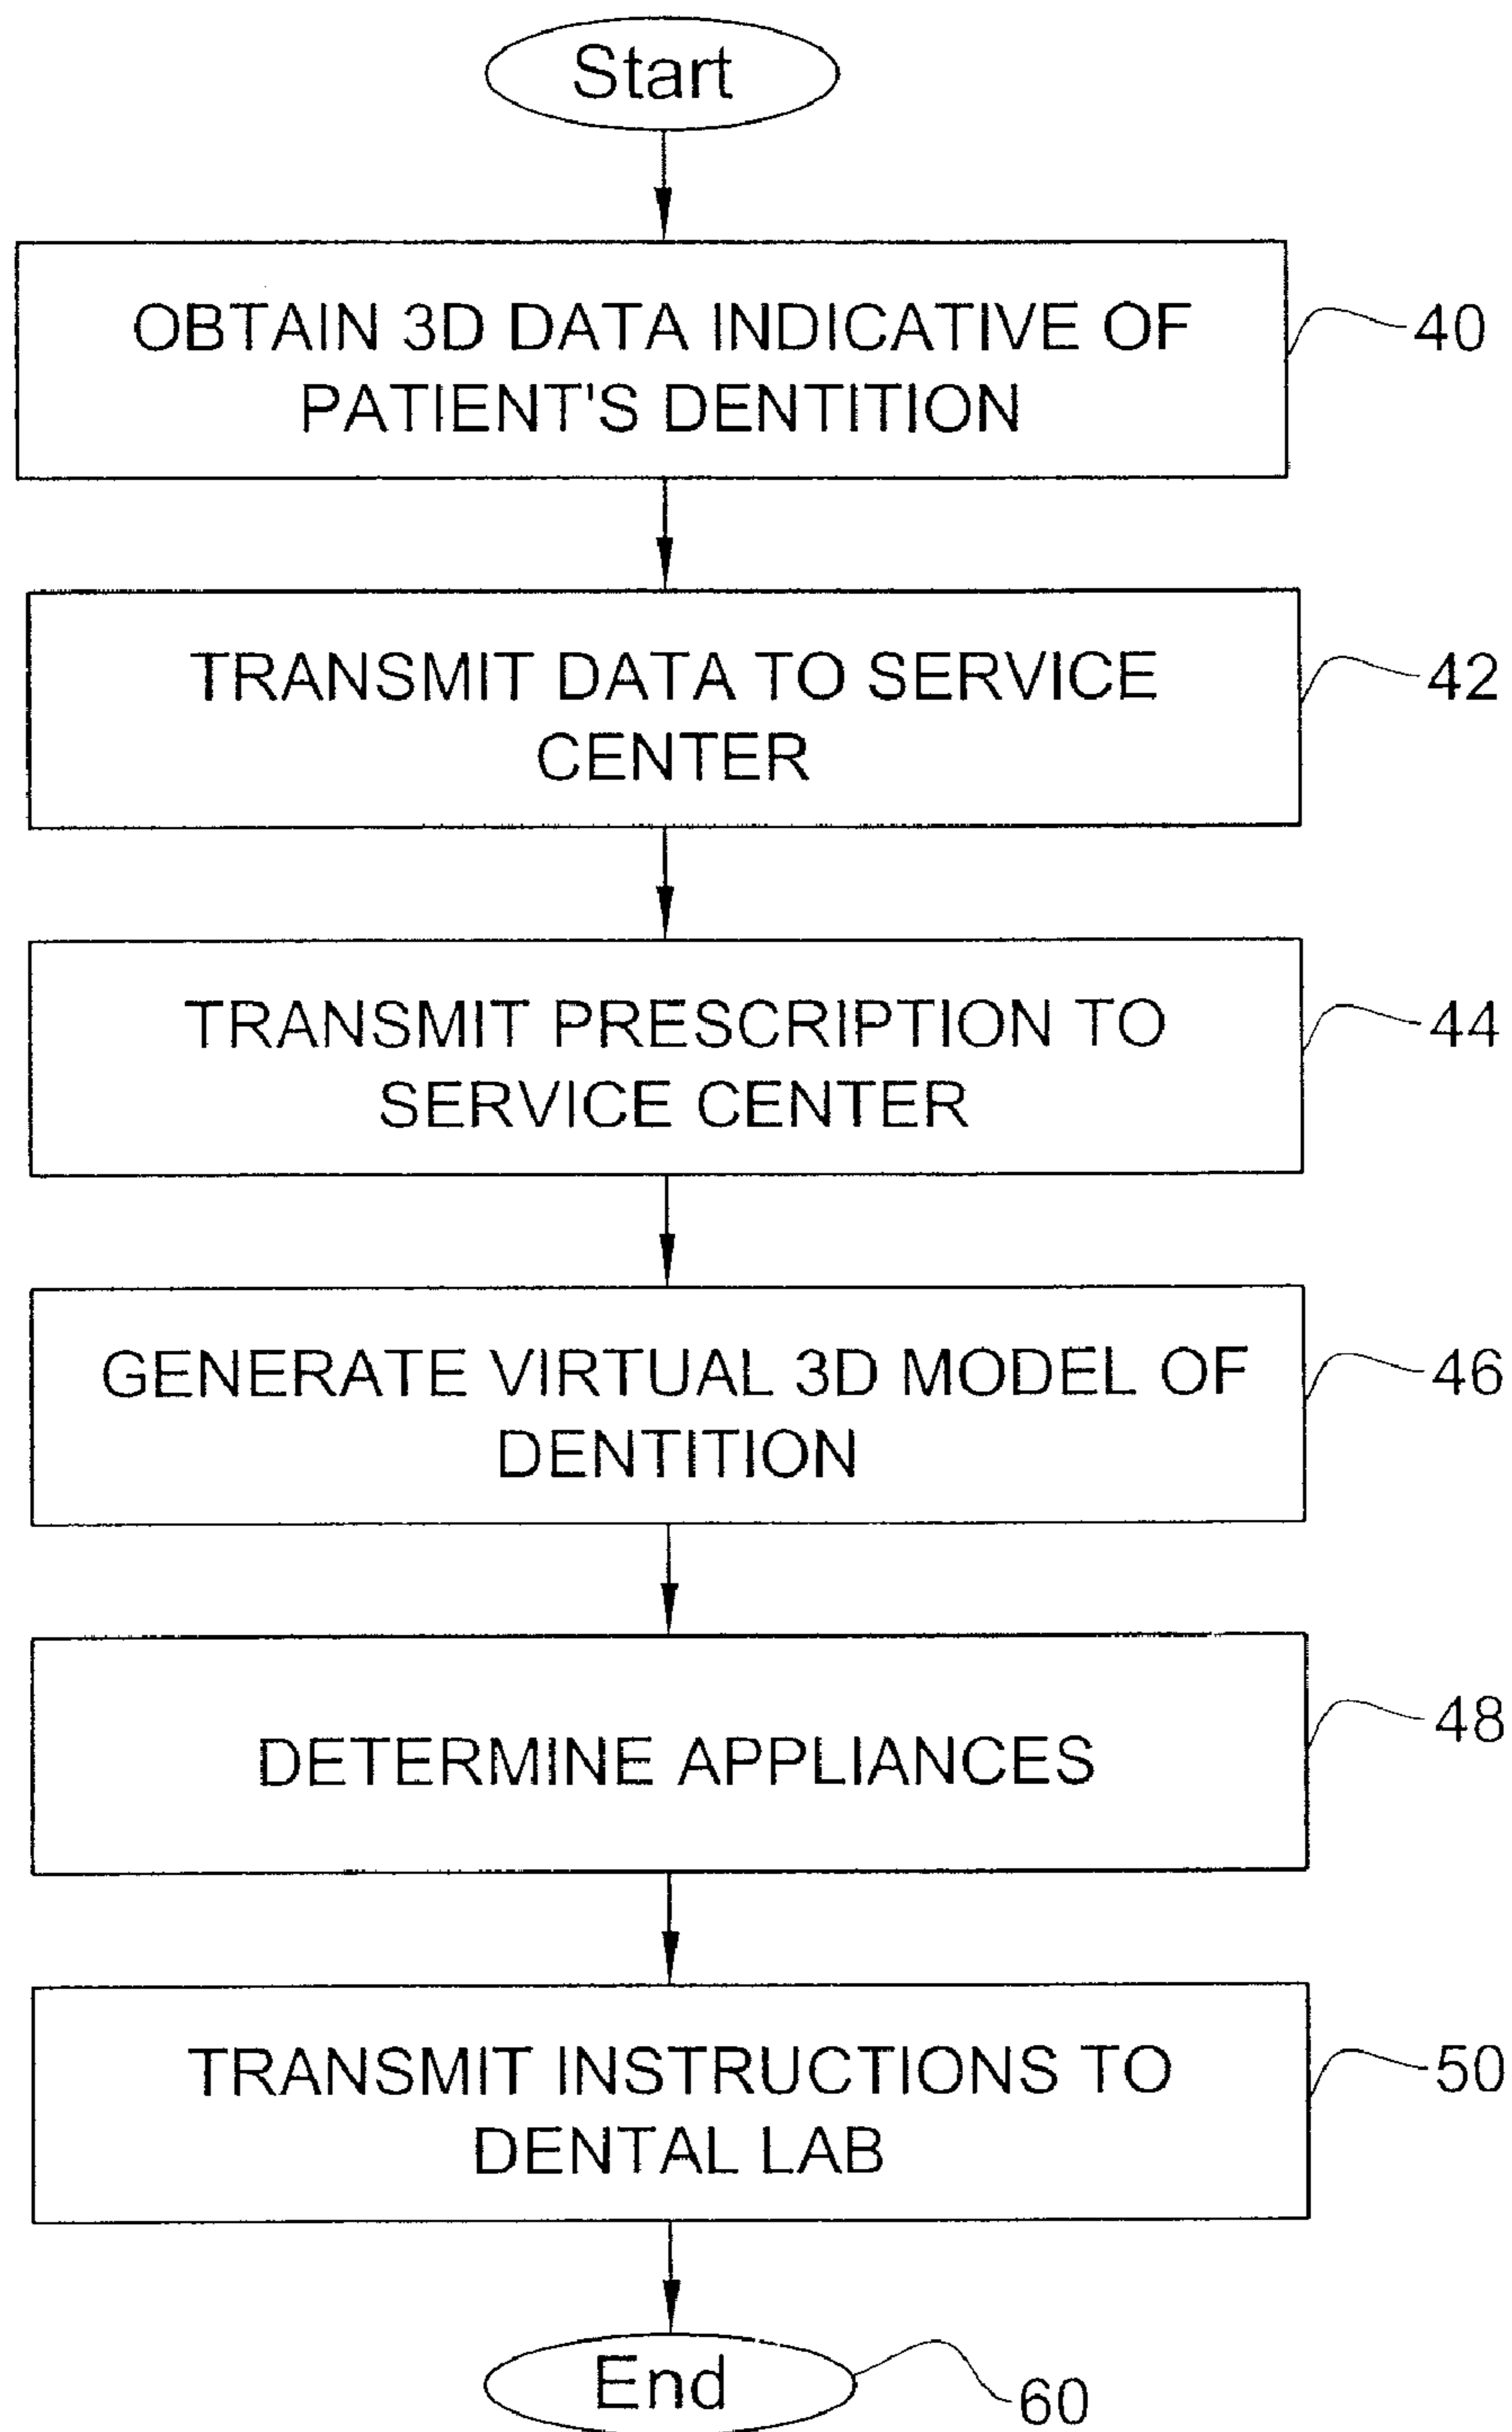 Start
OBTAIN 3D DATA INDICATIVE OF
PATIENT'S DENTITION
40
TRANSMIT DATA TO SERVICE
CENTER
42
TRANSMIT PRESCRIPTION TO
SERVICE CENTER
44
GENERATE VIRTUAL 3D MODEL OF
DENTITION
46
DETERMINE APPLIANCES
48
TRANSMIT INSTRUCTIONS TO
DENTAL LAB
50
End
60